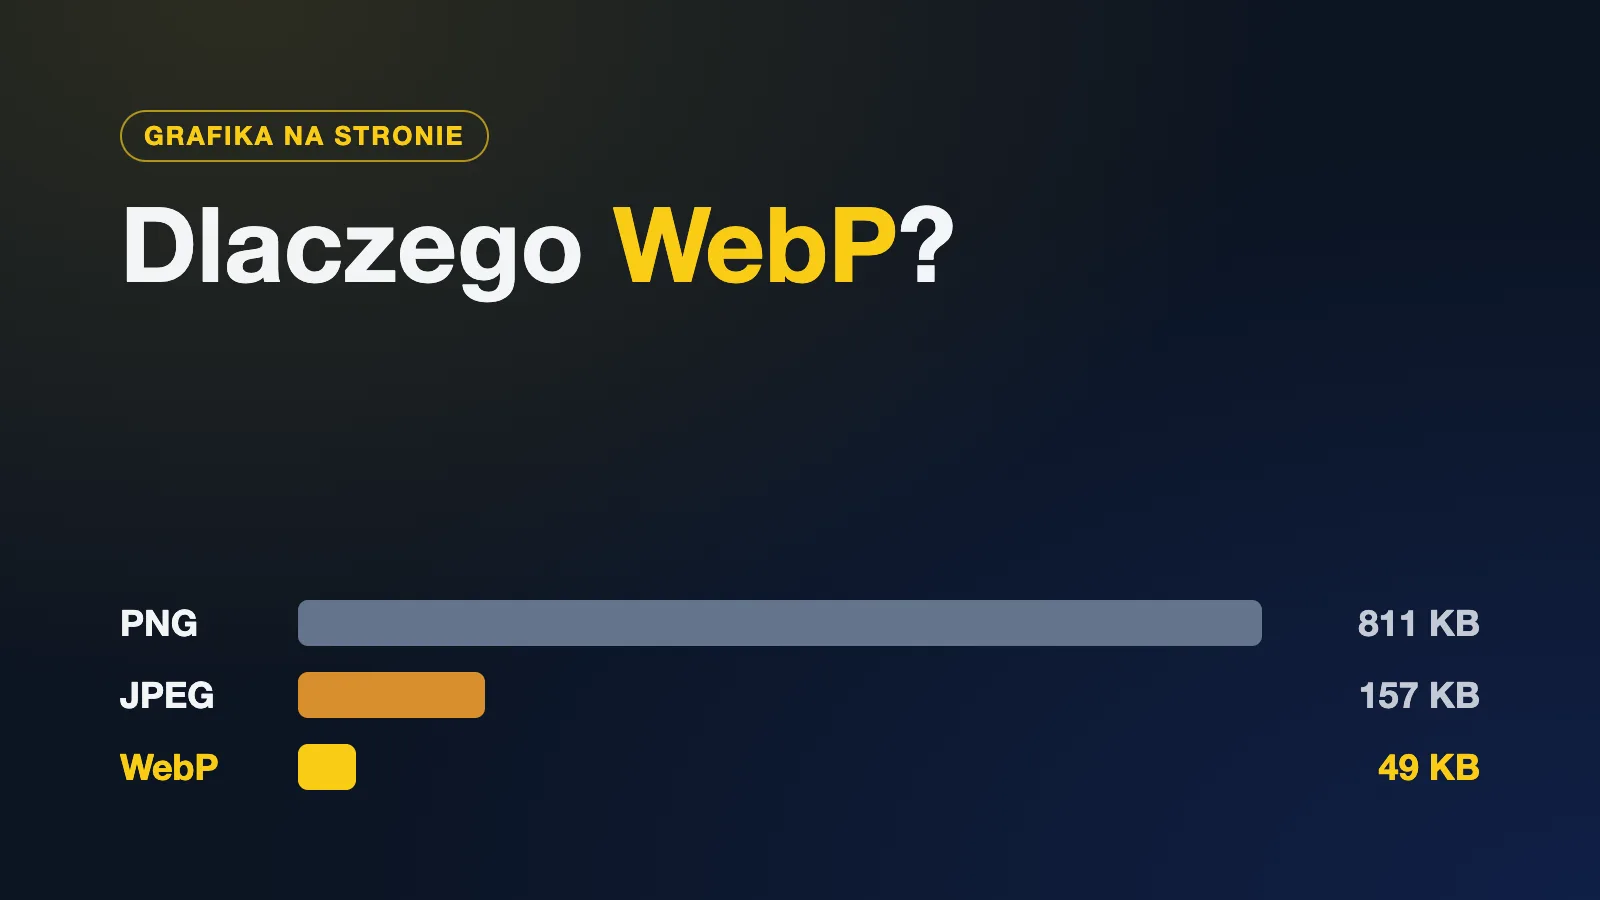 GRAFIKA NA STRONIE
Dlaczego WebP?
PNG 811 KB
JPEG 157 KB
WebP 49 KB